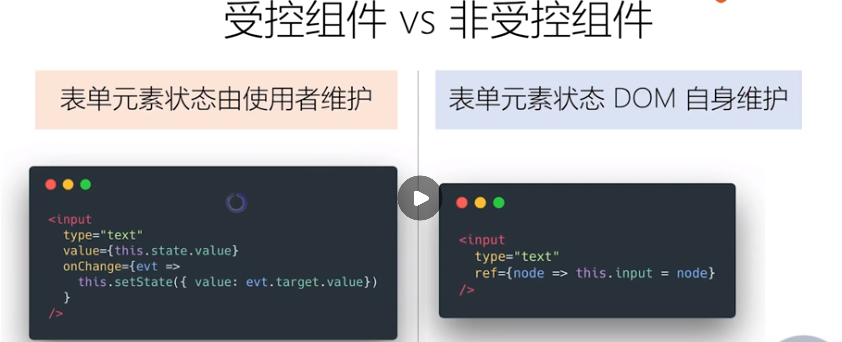 受控组件 vs 非受控组件
表单元素状态由使用者维护
<input
type="text"
value={this.state.value}
onChange={evt =>
this.setState({ value: evt.target.value})
}
/>
表单元素状态 DOM 自身维护
<input
type="text"
ref={node => this.input = node}
/>